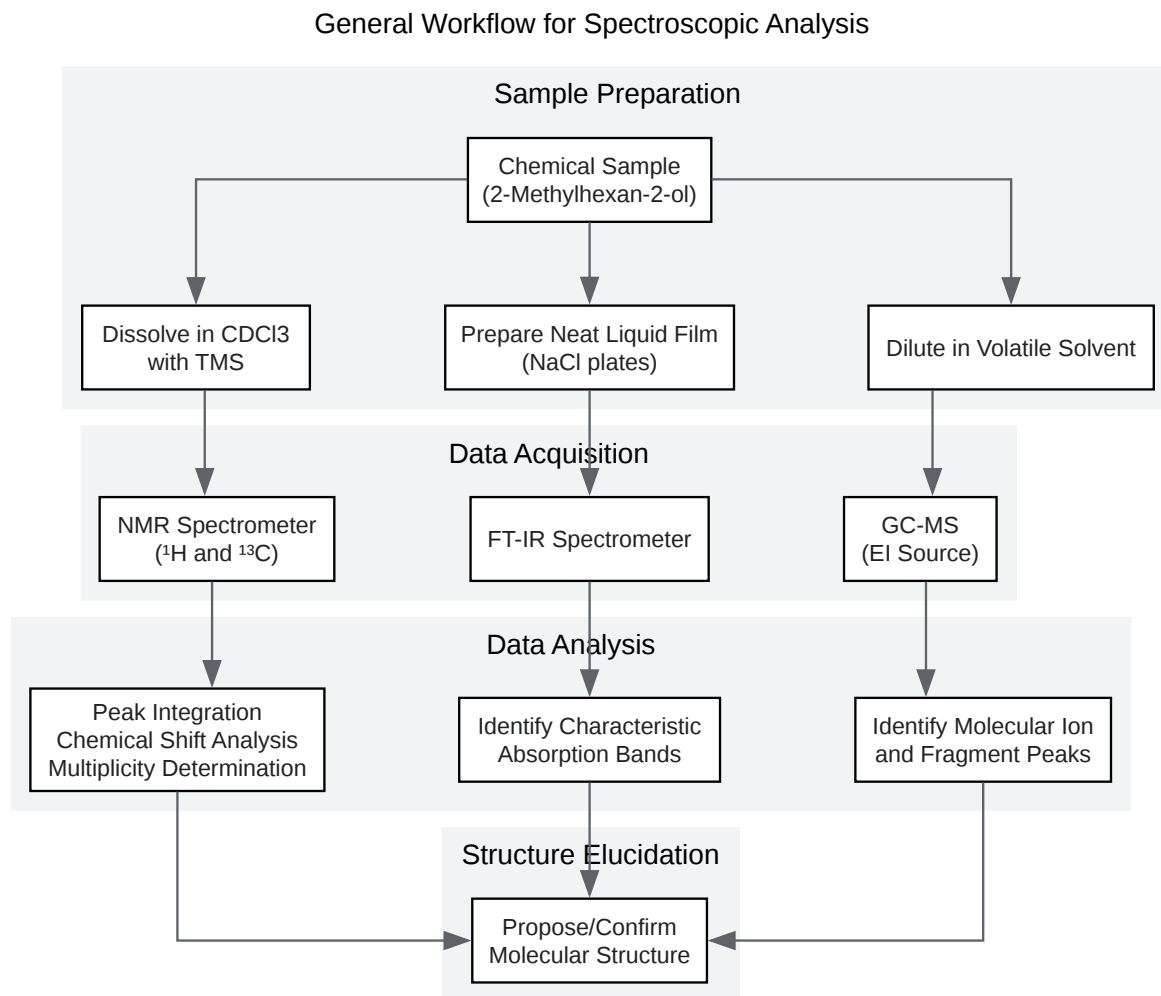 General Workflow for Spectroscopic Analysis
Sample Preparation
Chemical Sample
(2-Methylhexan-2-ol)
Dissolve in CDCl3
with TMS
Prepare Neat Liquid Film
(NaCl plates)
Dilute in Volatile Solvent
Data Acquisition
NMR Spectrometer
(¹H and ¹³C)
FT-IR Spectrometer
GC-MS
(EI Source)
Data Analysis
Peak Integration
Chemical Shift Analysis
Multiplicity Determination
Identify Characteristic
Absorption Bands
Identify Molecular Ion
and Fragment Peaks
Structure Elucidation
Propose/Confirm
Molecular Structure